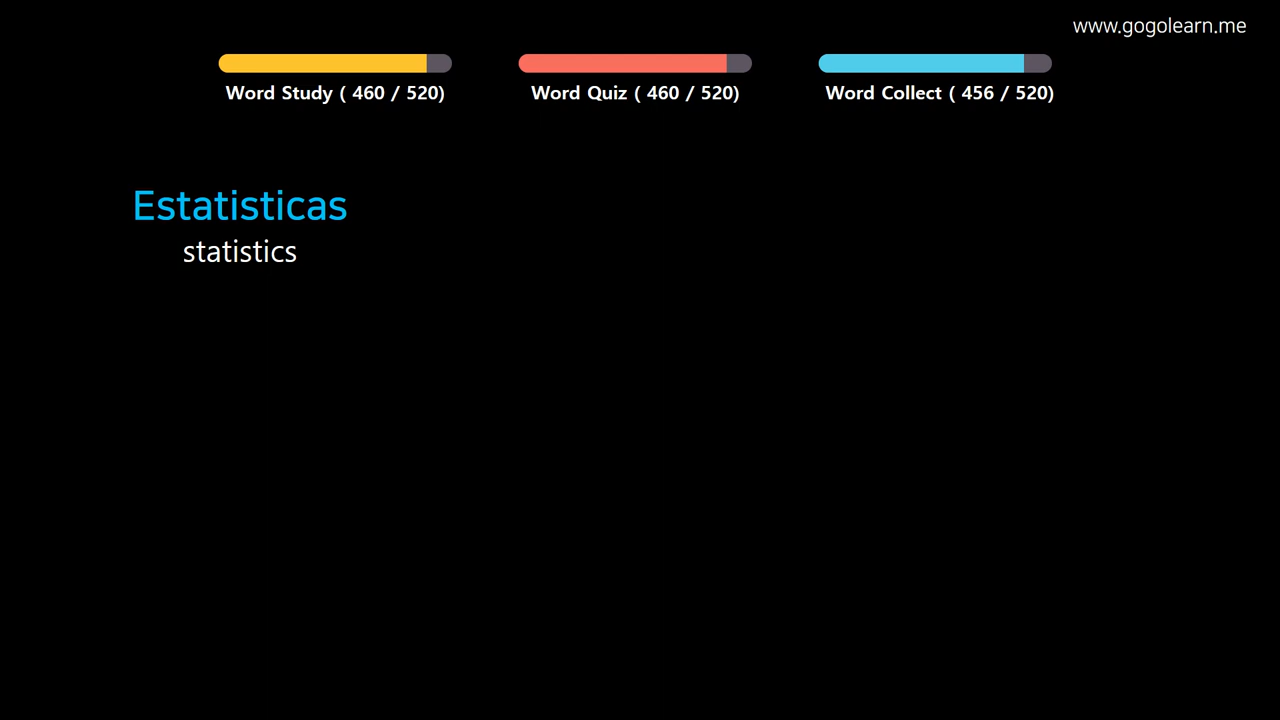 www.gogolearn.me
Word Study ( 460 / 520)
Word Quiz ( 460 / 520)
Word Collect ( 456 / 520)
Estatisticas
statistics